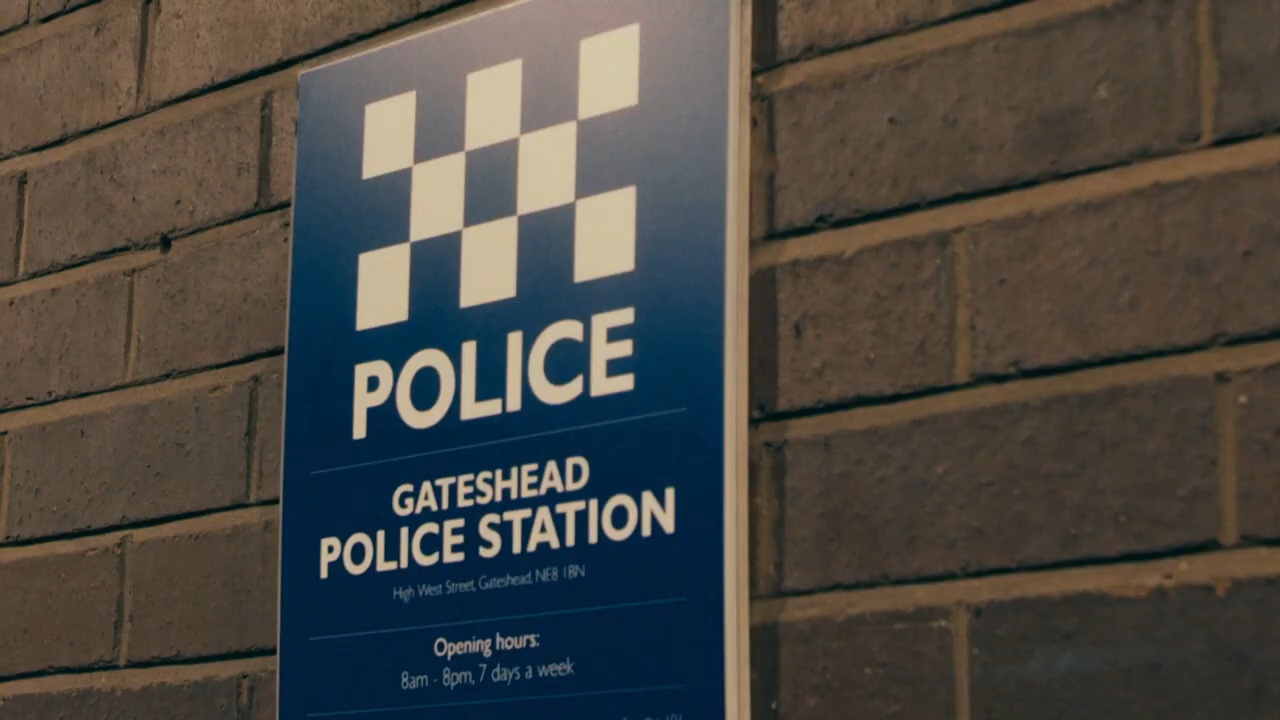 POLICE
GATESHEAD
POLICE STATION
High West Street, Gateshead, NE8 1BN
Opening hours:
8am - 8pm, 7 days a week